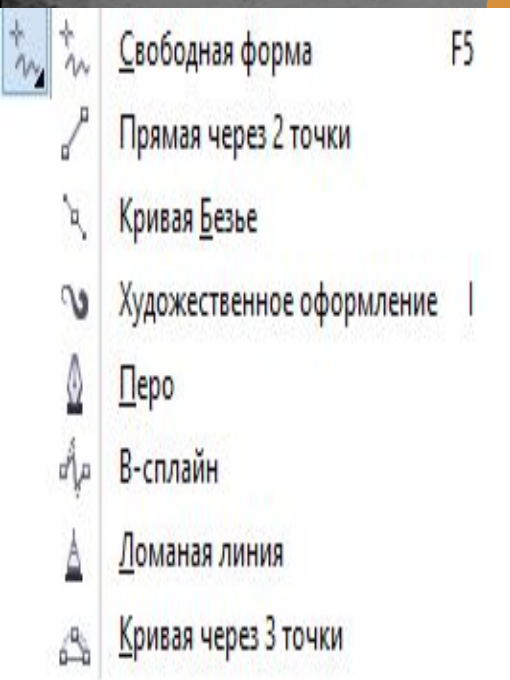 Свободная форма F5
Прямая через 2 точки
Кривая Безье
Художественное оформление I
Перо
В-сплайн
Ломаная линия
Кривая через 3 точки